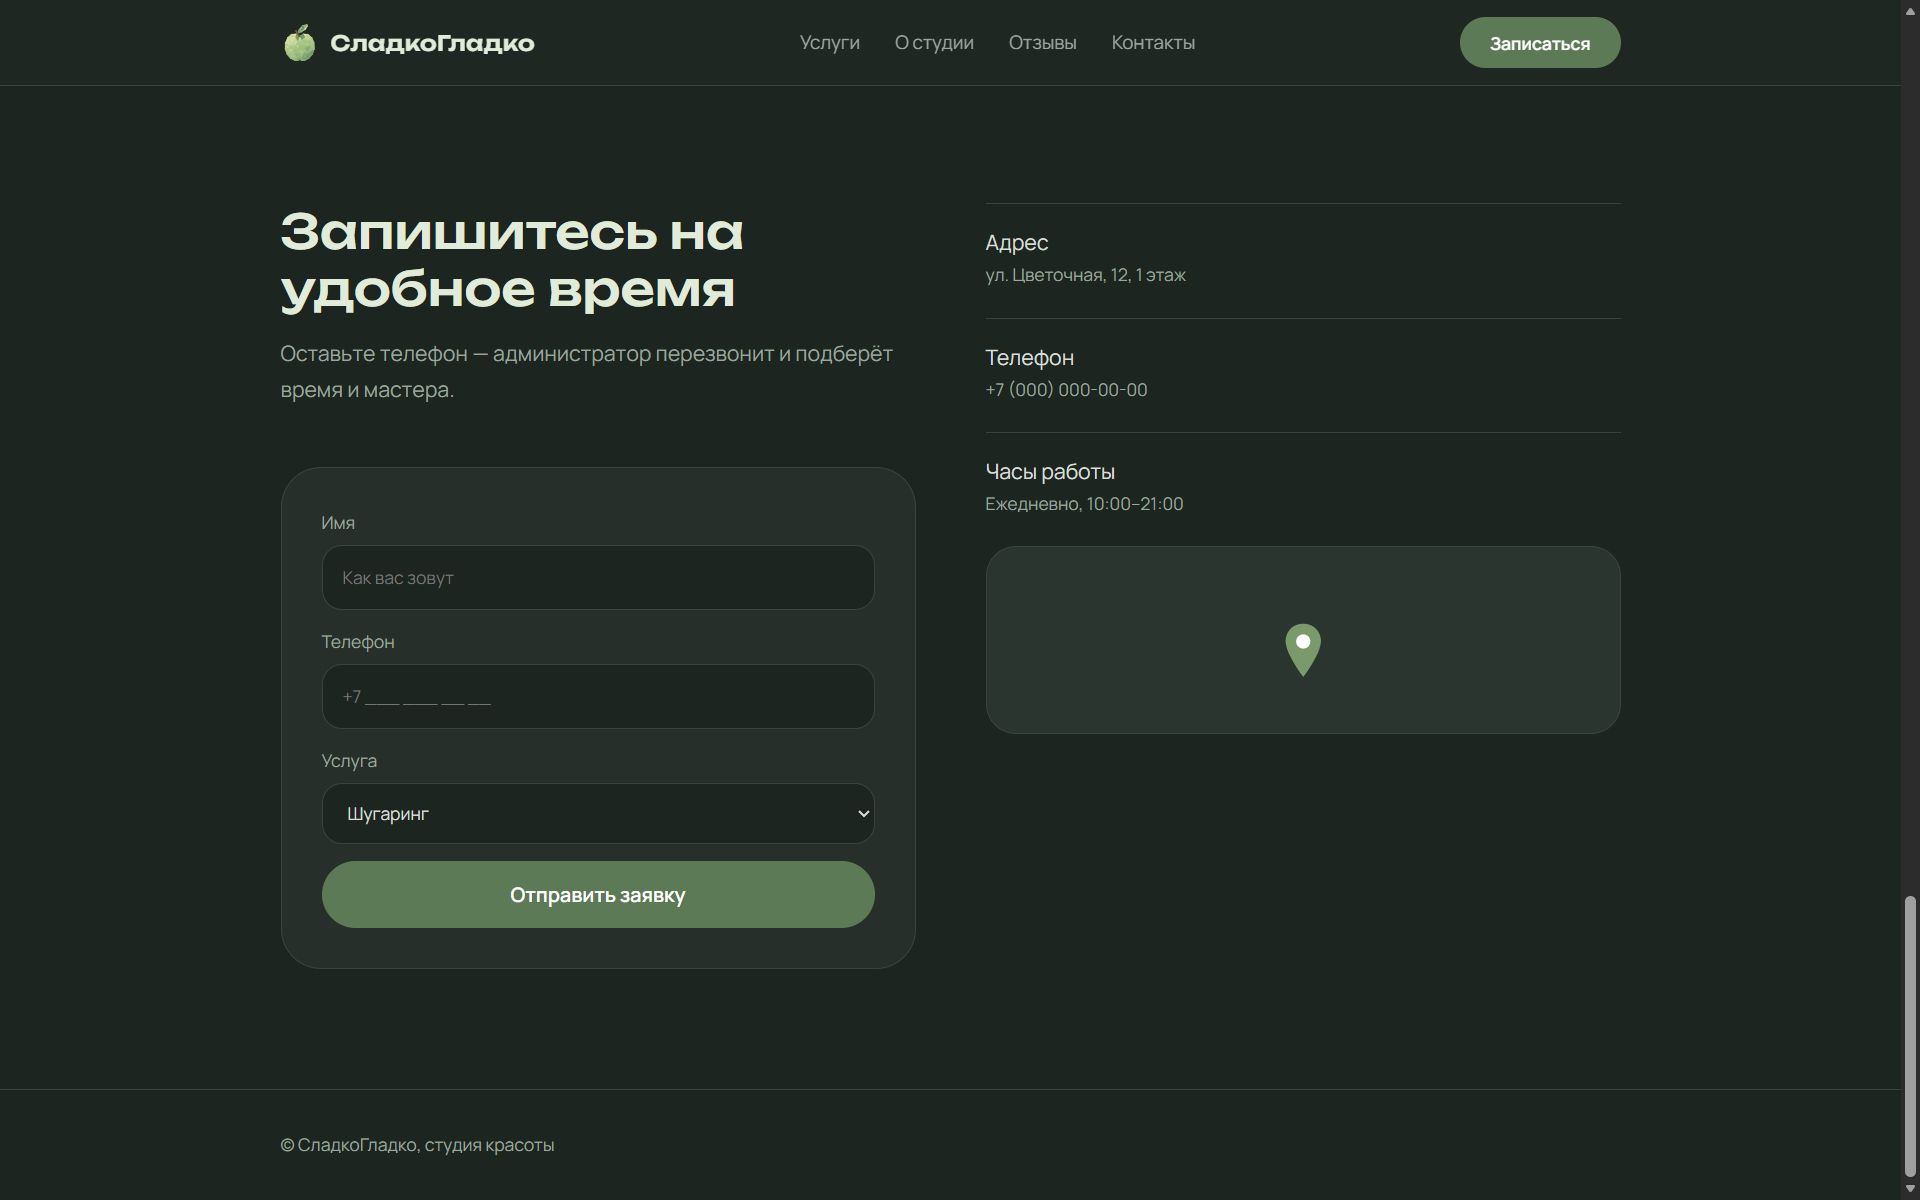 СладкоГладко
Услуги
О студии
Отзывы
Контакты
Записаться
Запишитесь на
удобное время
Оставьте телефон — администратор перезвонит и подберёт
время и мастера.
Имя
Как вас зовут
Телефон
+7 ___ ___ __ __
Услуга
Шугаринг
Отправить заявку
Адрес
ул. Цветочная, 12, 1 этаж
Телефон
+7 (000) 000-00-00
Часы работы
Ежедневно, 10:00–21:00
© СладкоГладко, студия красоты